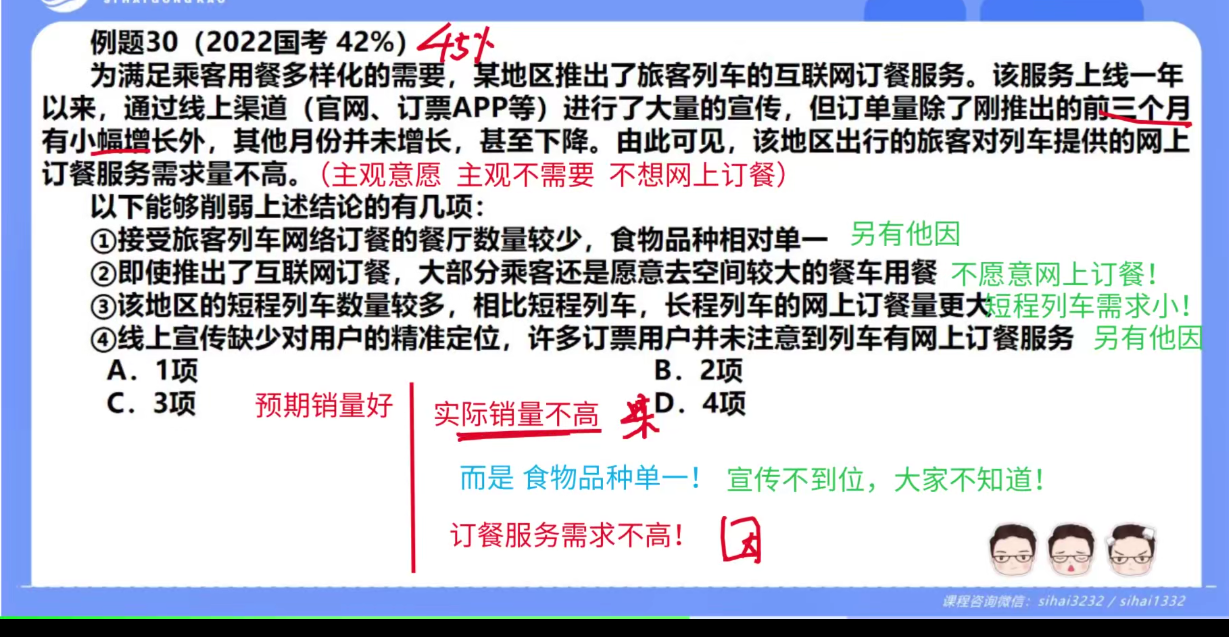 SIHAIGONGKAO
例题30（2022国考 42%）45%
为满足乘客用餐多样化的需要，某地区推出了旅客列车的互联网订餐服务。该服务上线一年
以来，通过线上渠道（官网、订票APP等）进行了大量的宣传，但订单量除了刚推出的前三个月
有小幅增长外，其他月份并未增长，甚至下降。由此可见，该地区出行的旅客对列车提供的网上
订餐服务需求量不高。（主观意愿 主观不需要 不想网上订餐）
以下能够削弱上述结论的有几项：
①接受旅客列车网络订餐的餐厅数量较少，食物品种相对单一 另有他因
②即使推出了互联网订餐，大部分乘客还是愿意去空间较大的餐车用餐 不愿意网上订餐！
③该地区的短程列车数量较多，相比短程列车，长程列车的网上订餐量更大 短程列车需求小！
④线上宣传缺少对用户的精准定位，许多订票用户并未注意到列车有网上订餐服务 另有他因
A．1项 B．2项
C．3项 D．4项
预期销量好 实际销量不高 果
而是 食物品种单一！ 宣传不到位，大家不知道！
订餐服务需求不高！ 因
课程咨询微信：sihai3232 / sihai1332